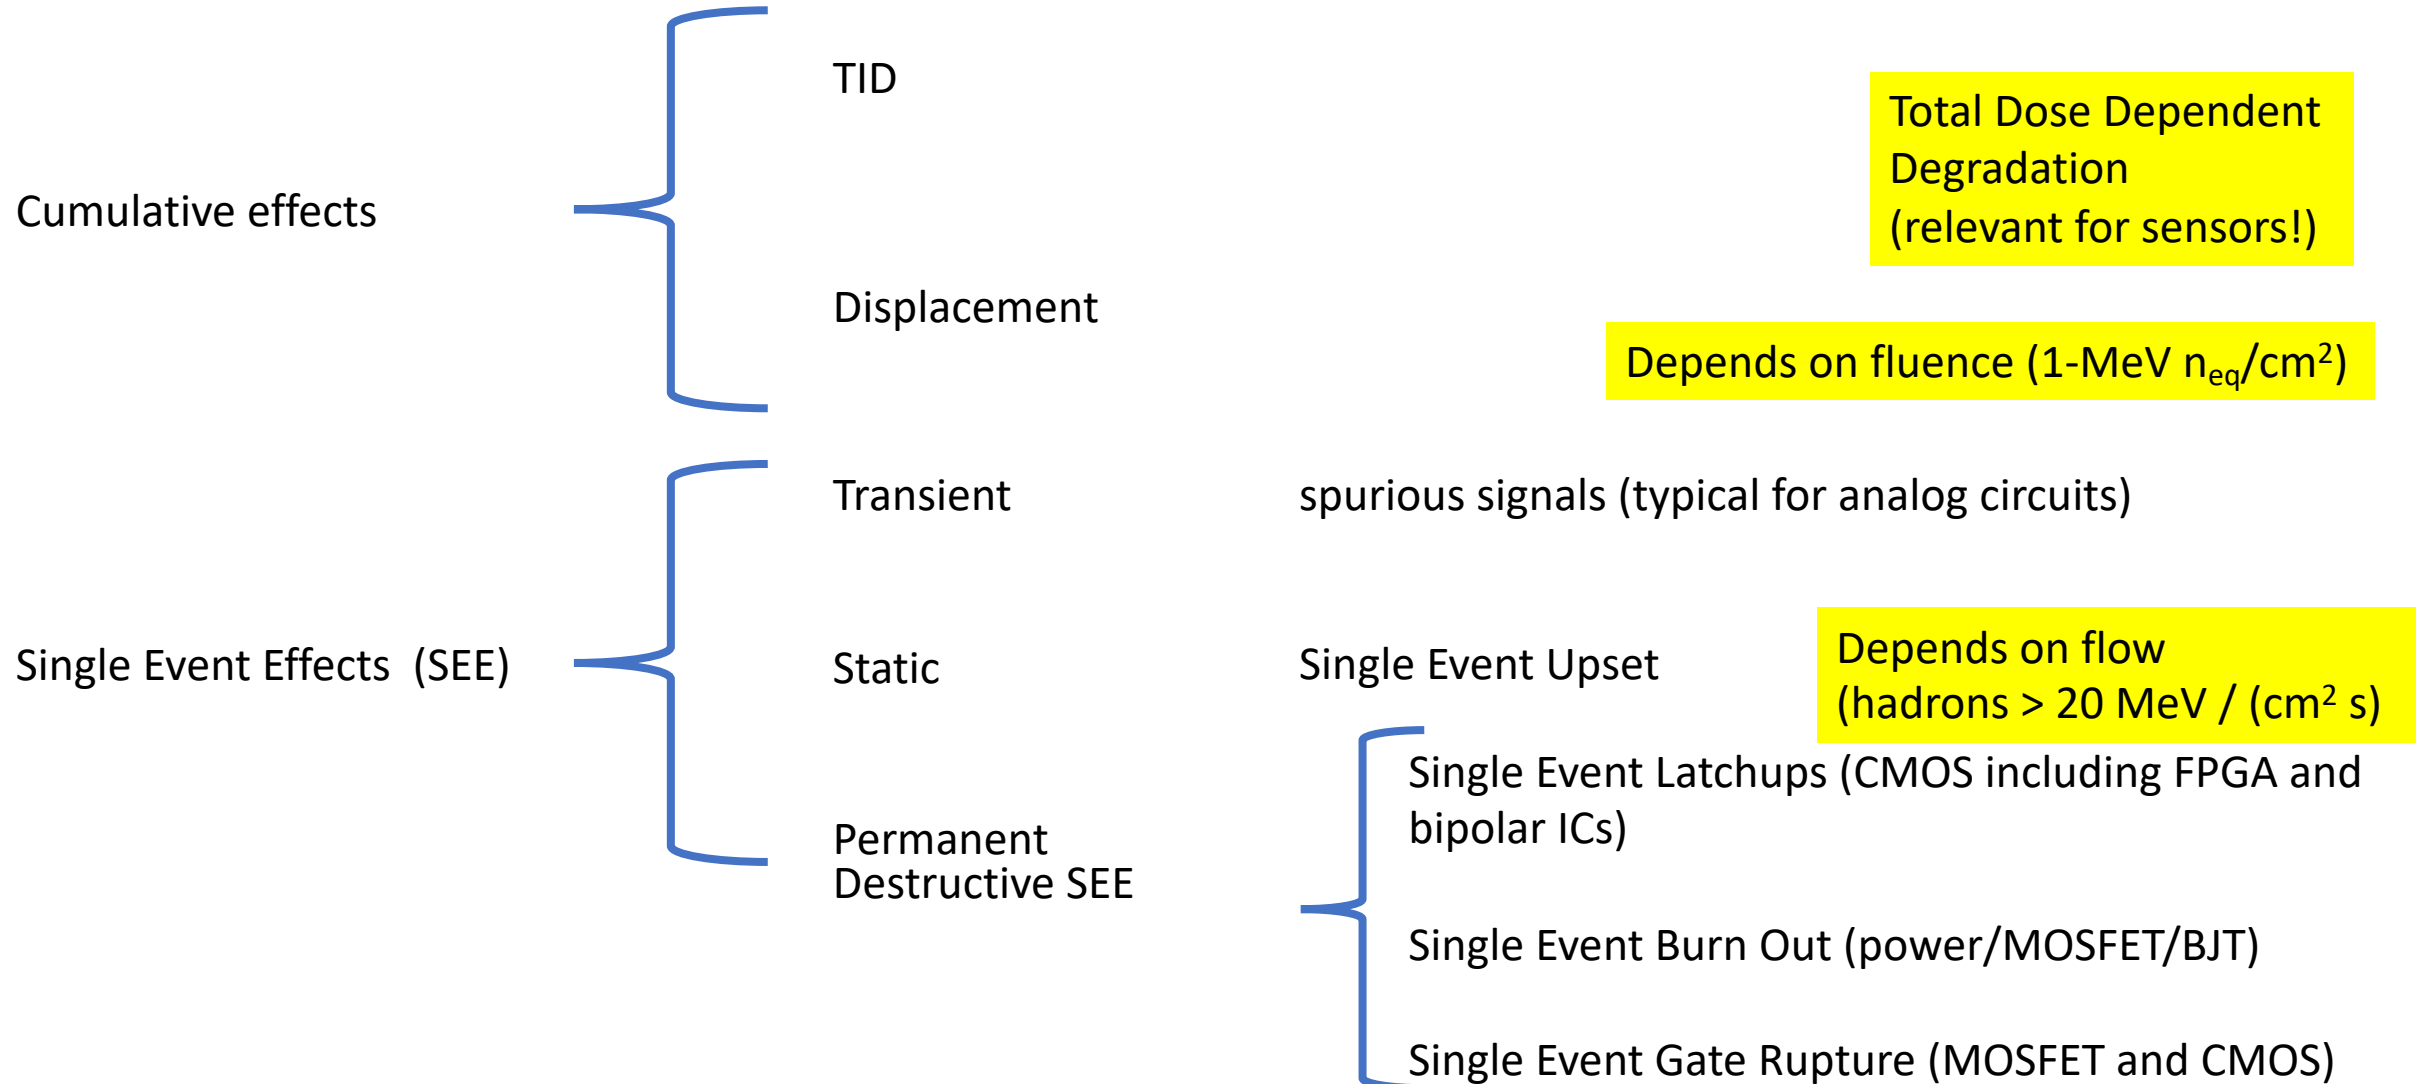 TID
Total Dose Dependent
Degradation
(relevant for sensors!)
Cumulative effects
Displacement
Depends on fluence (1-MeV n_eq/cm²)
Transient
spurious signals (typical for analog circuits)
Single Event Effects (SEE)
Static
Single Event Upset
Depends on flow
(hadrons > 20 MeV / (cm² s)
Permanent
Destructive SEE
Single Event Latchups (CMOS including FPGA and
bipolar ICs)
Single Event Burn Out (power/MOSFET/BJT)
Single Event Gate Rupture (MOSFET and CMOS)